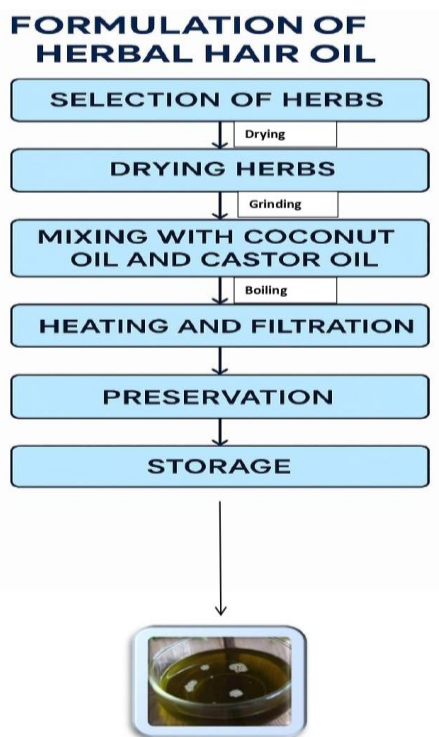 FORMULATION OF
HERBAL HAIR OIL
SELECTION OF HERBS
Drying
DRYING HERBS
Grinding
MIXING WITH COCONUT
OIL AND CASTOR OIL
Boiling
HEATING AND FILTRATION
PRESERVATION
STORAGE